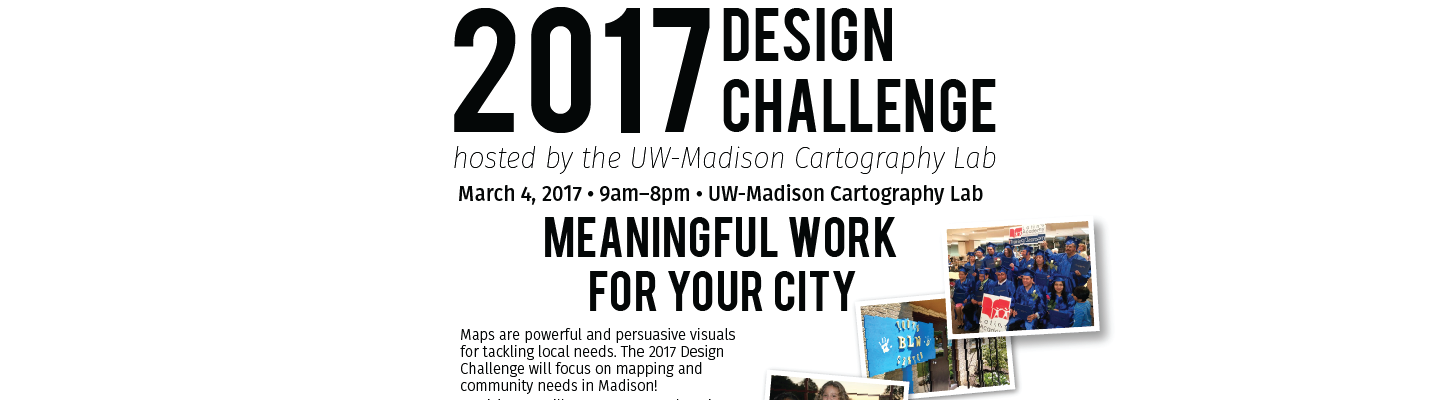 2017 DESIGN
CHALLENGE
hosted by the UW-Madison Cartography Lab
March 4, 2017 • 9am–8pm • UW-Madison Cartography Lab
MEANINGFUL WORK
FOR YOUR CITY
Maps are powerful and persuasive visuals
for tackling local needs. The 2017 Design
Challenge will focus on mapping and
community needs in Madison!